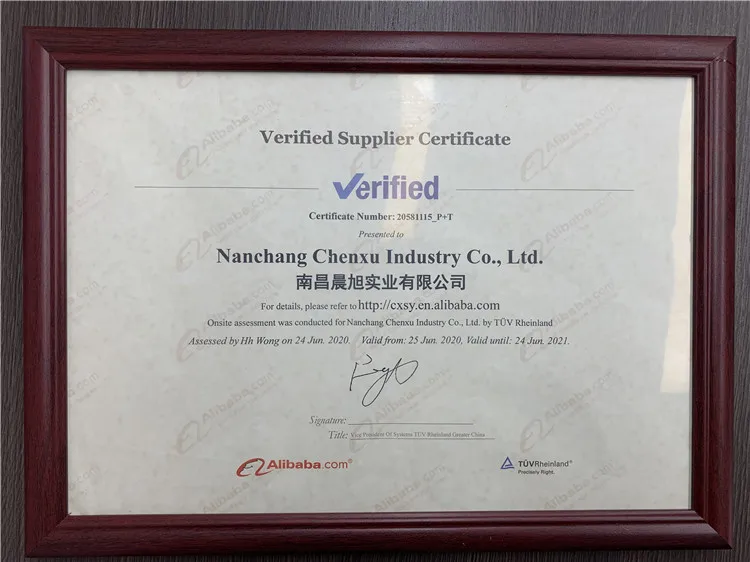 Verified Supplier Certificate
Verified
Certificate Number: 20581115_P+T
Presented to
Nanchang Chenxu Industry Co., Ltd.
南昌晨旭实业有限公司
For details, please refer to http://cxsy.en.alibaba.com
Onsite assessment was conducted for Nanchang Chenxu Industry Co., Ltd. by TÜV Rheinland
Assessed by Hh Wong on 24 Jun. 2020. Valid from: 25 Jun. 2020, Valid until: 24 Jun. 2021.
Signature:
Title: Vice President Of Systems TÜV Rheinland Greater China
Alibaba.com®
TÜVRheinland®
Precisely Right.